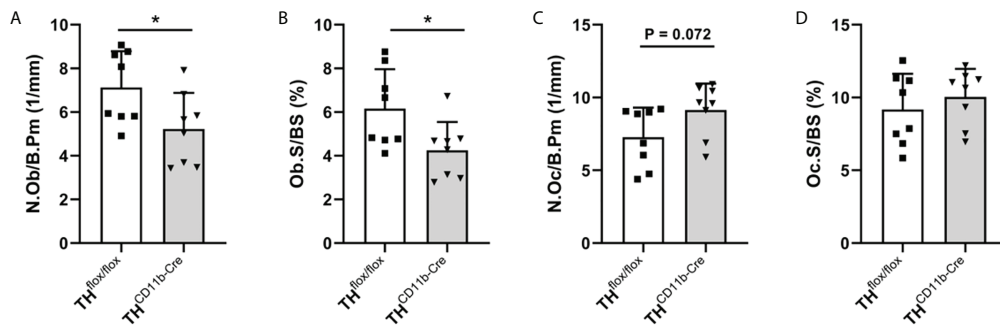 A
N.Ob/B.Pm (1/mm)
10
8
6
4
2
0
*
TH^flox/flox
TH^CD11b-Cre
B
Ob.S/BS (%)
10
8
6
4
2
0
*
TH^flox/flox
TH^CD11b-Cre
C
N.Oc/B.Pm (1/mm)
15
10
5
0
P = 0.072
TH^flox/flox
TH^CD11b-Cre
D
Oc.S/BS (%)
15
10
5
0
TH^flox/flox
TH^CD11b-Cre